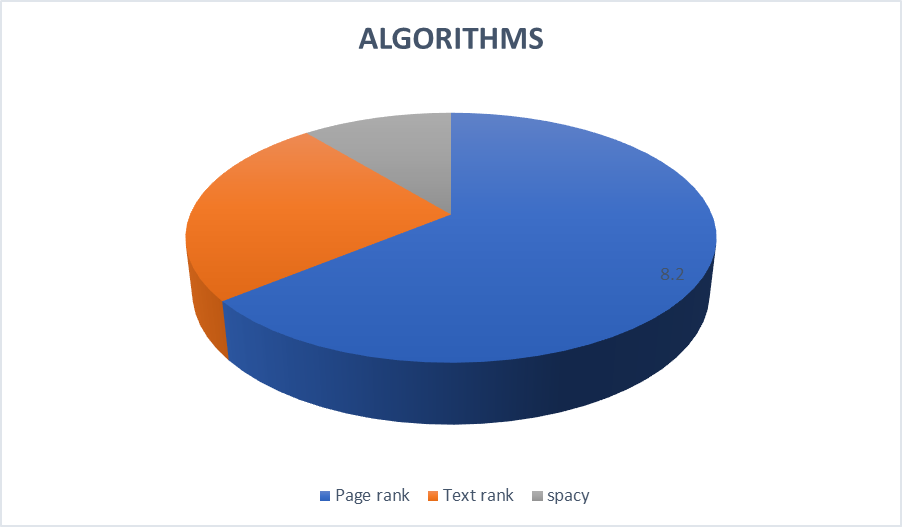 ALGORITHMS
8.2
Page rank Text rank spacy